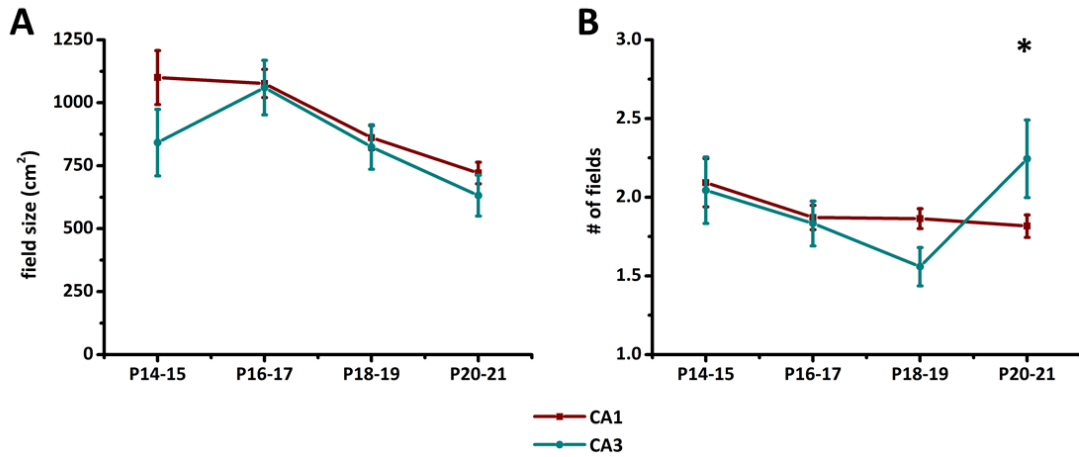 A
field size (cm²)
1250
1000
750
500
250
0
P14-15 P16-17 P18-19 P20-21
B
*
# of fields
3.0
2.5
2.0
1.5
1.0
P14-15 P16-17 P18-19 P20-21
CA1
CA3